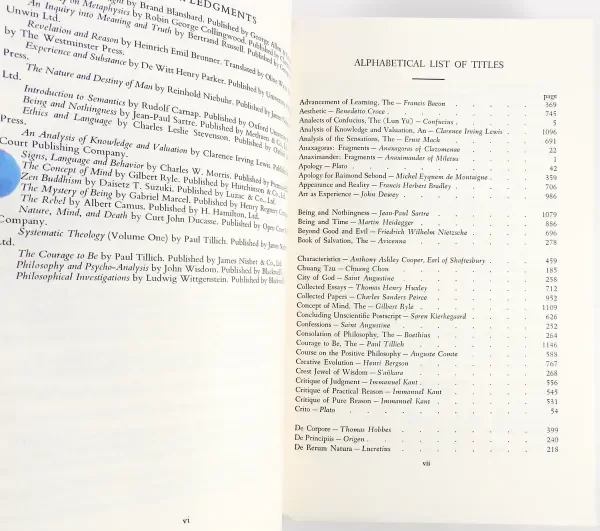 LEDGMENTS
on Metaphysics by Robin George Collingwood. Published
by Brand Blanshard. Published by George Allen &
An Inquiry into Meaning and Truth by Bertrand Russell. Published by
Unwin Ltd.
Revelation and Reason by Heinrich Emil Brunner. Translated by Olive
by The Westminster Press.
Experience and Substance by De Witt Henry Parker. Published by
Press.
The Nature and Destiny of Man by Reinhold Niebuhr. Published by James
Ltd.
Introduction to Semantics by Rudolf Carnap. Published by Oxford
Being and Nothingness by Jean-Paul Sartre. Published by Methuen & Co.
Ethics and Language by Charles Leslie Stevenson. Published by Oxford
Press.
An Analysis of Knowledge and Valuation by Clarence Irving Lewis. Published by
Court Publishing Company.
Signs, Language and Behavior by Charles W. Morris. Published by
The Concept of Mind by Gilbert Ryle. Published by Hutchinson & Co., Ltd.
Zen Buddhism by Daisetz T. Suzuki. Published by Luzac & Co., Ltd.
The Mystery of Being by Gabriel Marcel. Published by Henry Regnery
The Rebel by Albert Camus. Published by H. Hamilton, Ltd.
Nature, Mind, and Death by Curt John Ducasse. Published by Open Court
Company.
Systematic Theology (Volume One) by Paul Tillich. Published by James
Ltd.
The Courage to Be by Paul Tillich. Published by James Nisbet & Co., Ltd.
Philosophy and Psycho-Analysis by John Wisdom. Published by
Philosophical Investigations by Ludwig Wittgenstein. Published by
vi
ALPHABETICAL LIST OF TITLES
page
Advancement of Learning, The — Francis Bacon . . . . 369
Aesthetic — Benedetto Croce . . . . 745
Analects of Confucius, The (Lun Yü) — Confucius . . . . 5
Analysis of Knowledge and Valuation, An — Clarence Irving Lewis . . 1096
Analysis of the Sensations, The — Ernst Mach . . . . 691
Anaxagoras: Fragments — Anaxagoras of Clazomenae . . . . 22
Anaximander: Fragments — Anaximander of Miletus . . . . 1
Apology — Plato . . . . 42
Apology for Raimond Sebond — Michel Eyquem de Montaigne . . . . 359
Appearance and Reality — Francis Herbert Bradley . . . . 706
Art as Experience — John Dewey . . . . 986
Being and Nothingness — Jean-Paul Sartre . . . . 1079
Being and Time — Martin Heidegger . . . . 886
Beyond Good and Evil — Friedrich Wilhelm Nietzsche . . . . 696
Book of Salvation, The — Avicenna . . . . 278
Characteristics — Anthony Ashley Cooper, Earl of Shaftesbury . . . 459
Chuang Tzu — Chuang Chou . . . . 185
City of God — Saint Augustine . . . . 258
Collected Essays — Thomas Henry Huxley . . . . 712
Collected Papers — Charles Sanders Peirce . . . . 952
Concept of Mind, The — Gilbert Ryle . . . . 1109
Concluding Unscientific Postscript — Søren Kierkegaard . . . . 626
Confessions — Saint Augustine . . . . 252
Consolation of Philosophy, The — Boethius . . . . 264
Courage to Be, The — Paul Tillich . . . . 1146
Course on the Positive Philosophy — Auguste Comte . . . . 588
Creative Evolution — Henri Bergson . . . . 767
Crest Jewel of Wisdom — S'añkara . . . . 268
Critique of Judgment — Immanuel Kant . . . . 556
Critique of Practical Reason — Immanuel Kant . . . . 545
Critique of Pure Reason — Immanuel Kant . . . . 531
Crito — Plato . . . . 54
De Corpore — Thomas Hobbes . . . . 399
De Principiis — Origen . . . . 240
De Rerum Natura — Lucretius . . . . 218
vii